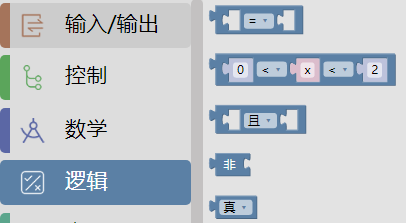 输入/输出
控制
数学
逻辑
=
0 < x < 2
且
非
真